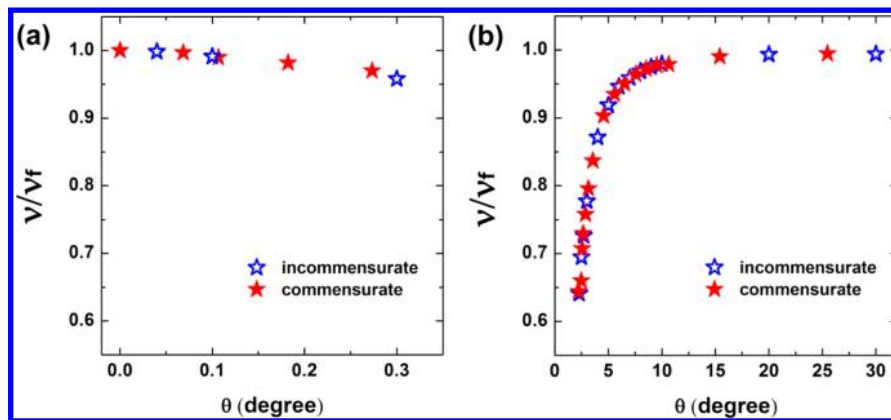 (a)
1.0
0.9
0.8
0.7
0.6
ν/νf
☆ incommensurate
★ commensurate
0.0 0.1 0.2 0.3
θ (degree)
(b)
1.0
0.9
0.8
0.7
0.6
ν/νf
☆ incommensurate
★ commensurate
0 5 10 15 20 25 30
θ (degree)